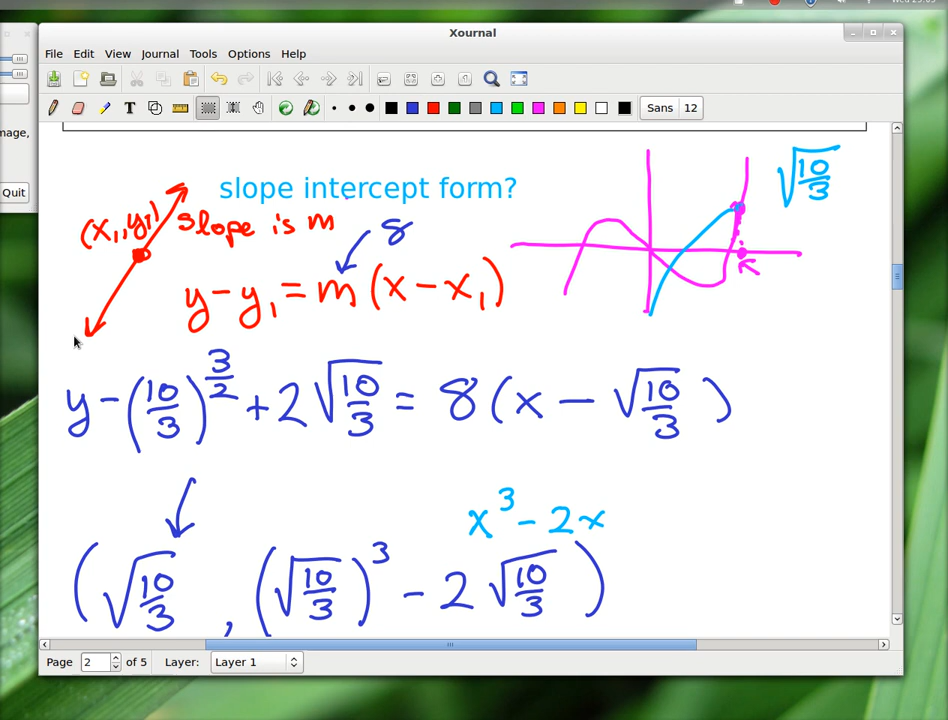 Xournal
File Edit View Journal Tools Options Help
Sans 12
mage,
Quit
slope intercept form?
(x₁,y₁) slope is m
8
y-y₁=m(x-x₁)
√(10/3)
y-(10/3)^(3/2)+2√(10/3)=8(x-√(10/3))
x³-2x
(√(10/3), (√(10/3))³-2√(10/3))
Page 2 of 5 Layer: Layer 1